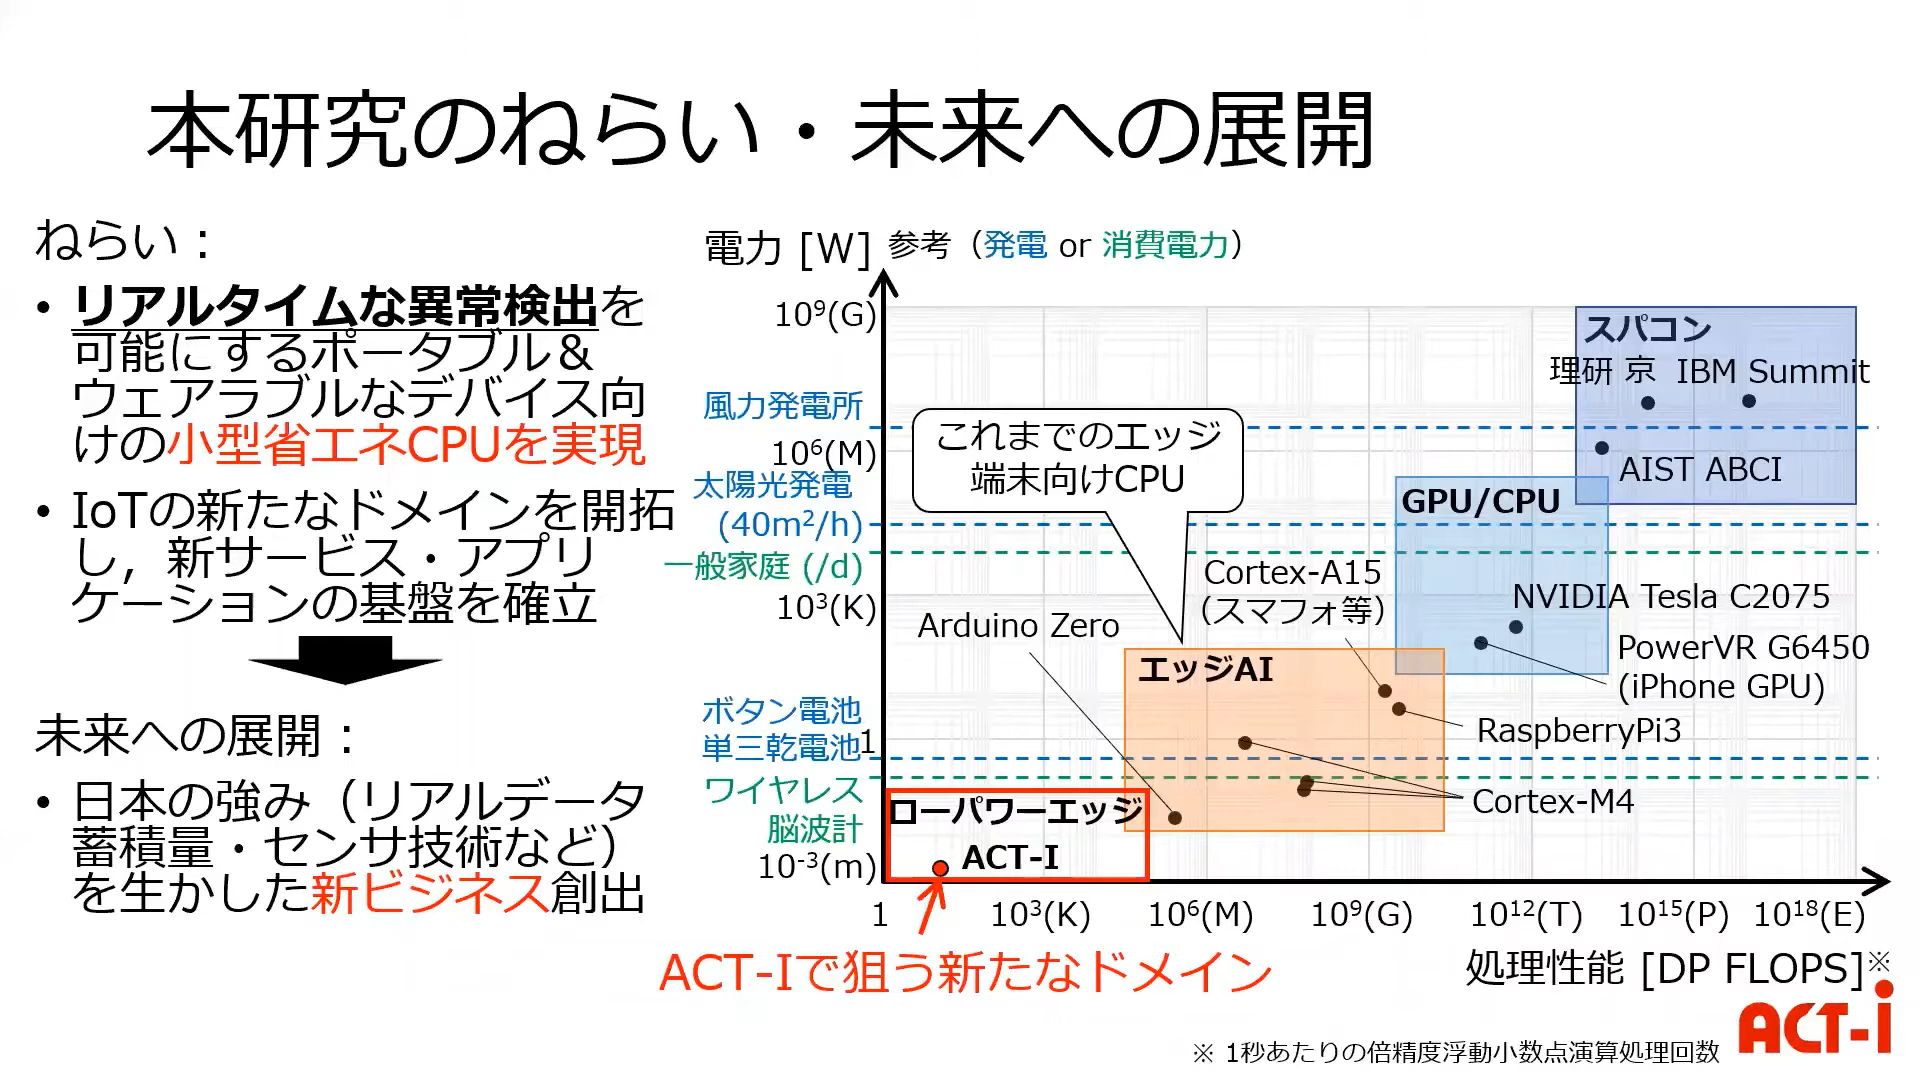 本研究のねらい・未来への展開
ねらい：
• リアルタイムな異常検出を
可能にするポータブル＆
ウェアラブルなデバイス向
けの小型省エネCPUを実現
• IoTの新たなドメインを開拓
し，新サービス・アプリ
ケーションの基盤を確立
未来への展開：
• 日本の強み（リアルデータ
蓄積量・センサ技術など）
を生かした新ビジネス創出
電力 [W]
参考（発電 or 消費電力）
10⁹(G)
風力発電所
10⁶(M)
太陽光発電
(40m²/h)
一般家庭 (/d)
10³(K)
ボタン電池
単三乾電池
1
ワイヤレス
脳波計
10⁻³(m)
これまでのエッジ
端末向けCPU
スパコン
理研 京
IBM Summit
AIST ABCI
GPU/CPU
Cortex-A15
（スマフォ等）
NVIDIA Tesla C2075
Arduino Zero
PowerVR G6450
(iPhone GPU)
エッジAI
RaspberryPi3
Cortex-M4
ローパワーエッジ
ACT-I
1
10³(K)
10⁶(M)
10⁹(G)
10¹²(T)
10¹⁵(P)
10¹⁸(E)
ACT-Iで狙う新たなドメイン
処理性能 [DP FLOPS]※
※ 1秒あたりの倍精度浮動小数点演算処理回数
ACT-i